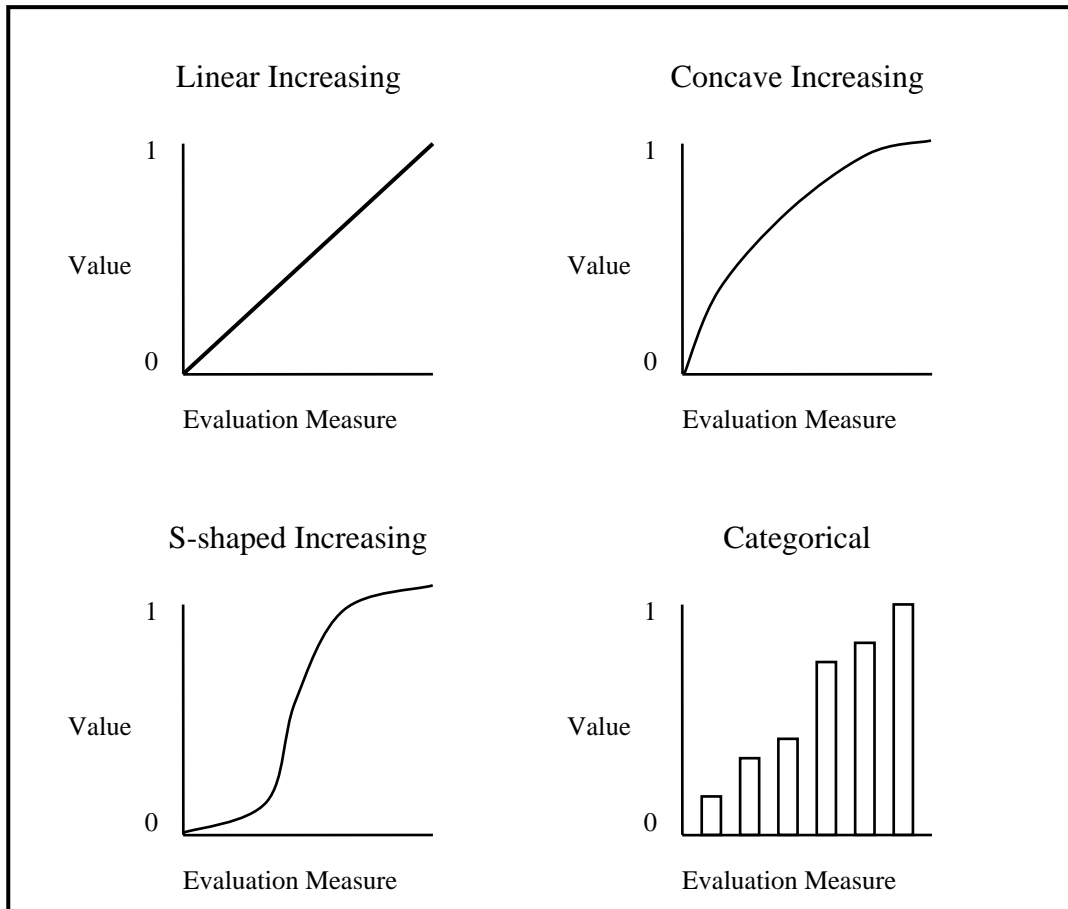 Linear Increasing
1
Value
0
Evaluation Measure
Concave Increasing
1
Value
0
Evaluation Measure
S-shaped Increasing
1
Value
0
Evaluation Measure
Categorical
1
Value
0
Evaluation Measure